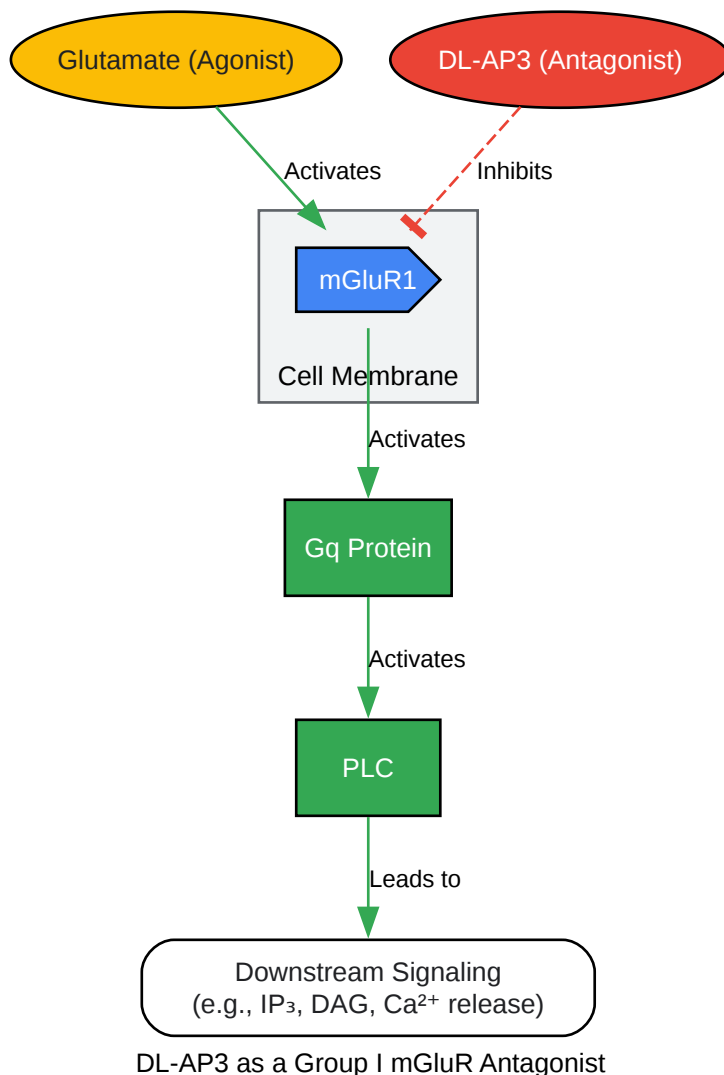 Glutamate (Agonist)
DL-AP3 (Antagonist)
Activates
Inhibits
mGluR1
Cell Membrane
Activates
Gq Protein
Activates
PLC
Leads to
Downstream Signaling
(e.g., IP₃, DAG, Ca²⁺ release)
DL-AP3 as a Group I mGluR Antagonist